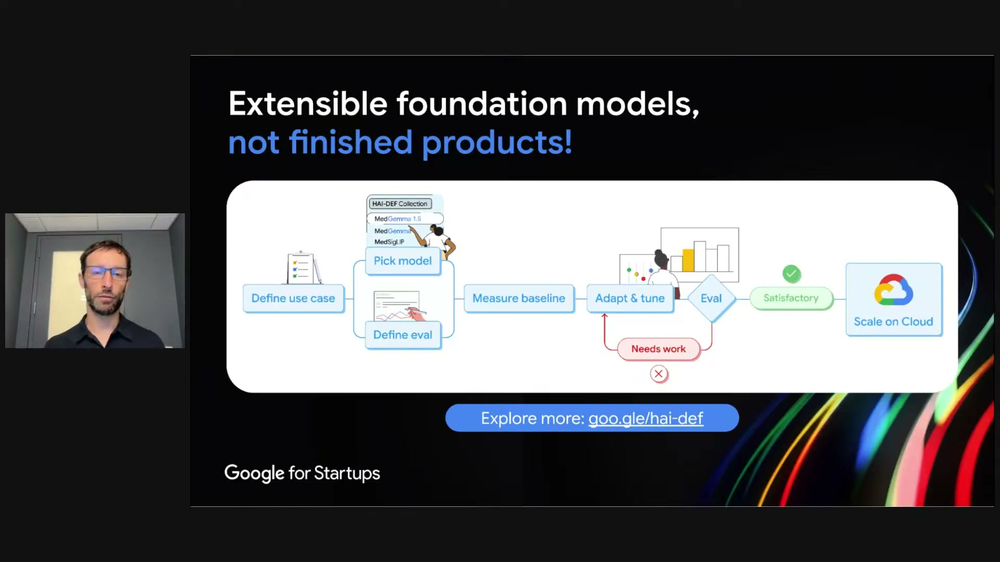 Extensible foundation models,
not finished products!
HAI-DEF Collection
MedGemma 1.5
MedGemma
MedSigLIP
Pick model
Define use case
Define eval
Measure baseline
Adapt & tune
Eval
Needs work
Satisfactory
Scale on Cloud
Explore more: goo.gle/hai-def
Google for Startups